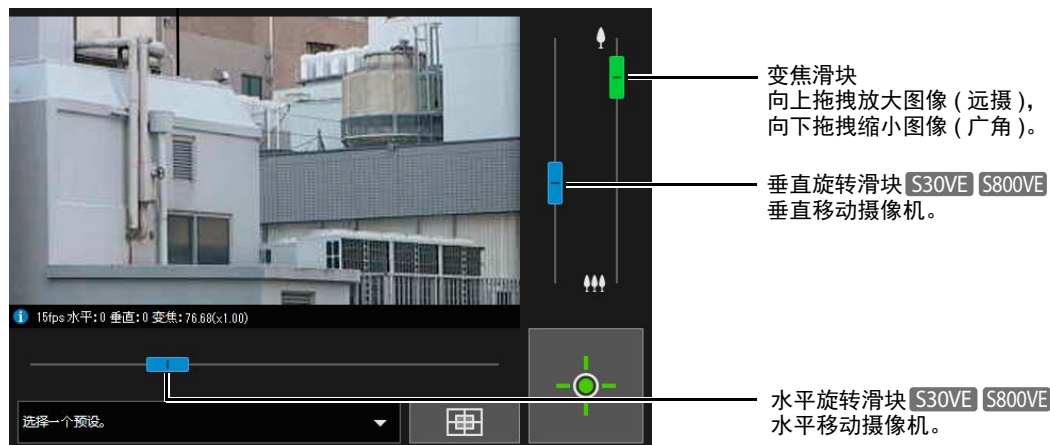 变焦滑块
向上拖拽放大图像 ( 远摄 )，
向下拖拽缩小图像 ( 广角 )。
垂直旋转滑块 S30VE S800VE
垂直移动摄像机。
15fps 水平: 0 垂直: 0 变焦: 76.68(x1.00)
选择一个预设。
水平旋转滑块 S30VE S800VE
水平移动摄像机。